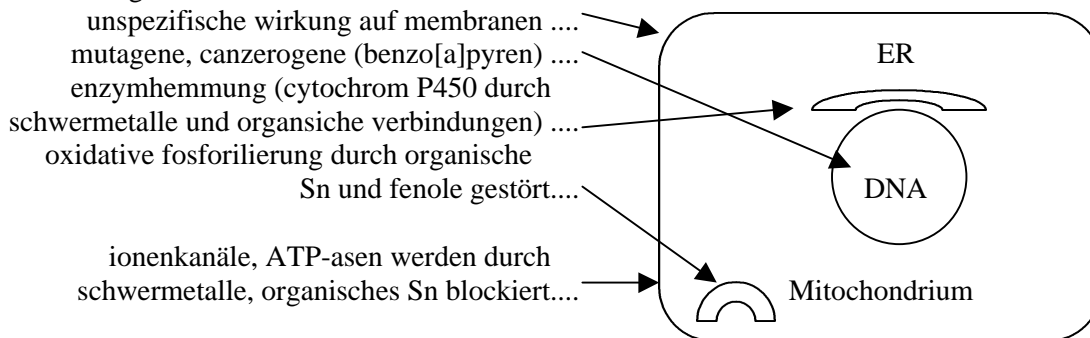 unspezifische wirkung auf membranen ....
mutagene, canzerogene (benzo[a]pyren) ....
enzymhemmung (cytochrom P450 durch
schwermetalle und organsiche verbindungen) ....
oxidative fosforilierung durch organische
Sn und fenole gestört....
ionenkanäle, ATP-asen werden durch
schwermetalle, organisches Sn blockiert....
ER
DNA
Mitochondrium